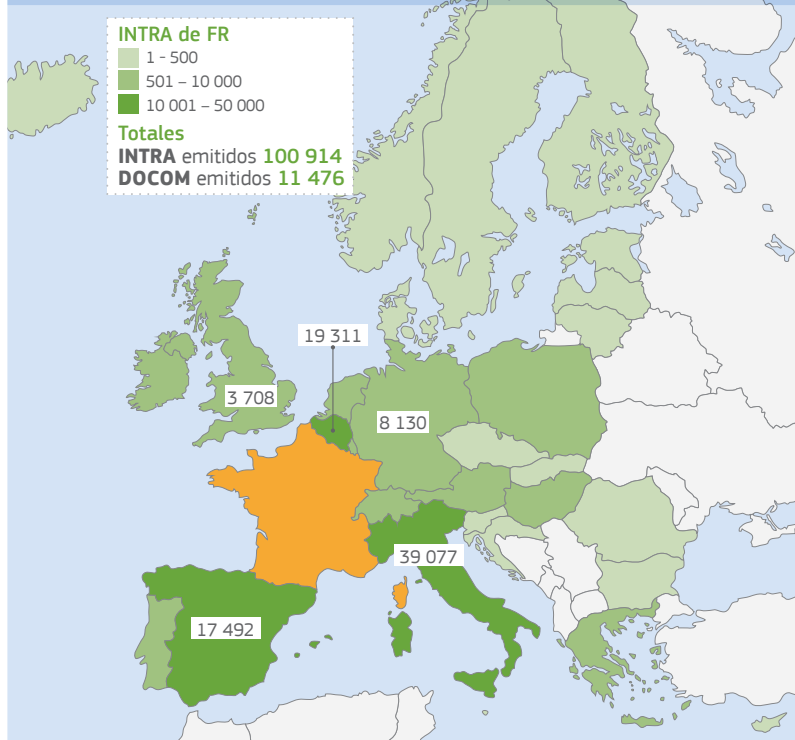 INTRA de FR
1 - 500
501 – 10 000
10 001 – 50 000
Totales
INTRA emitidos 100 914
DOCOM emitidos 11 476
19 311
3 708
8 130
39 077
17 492